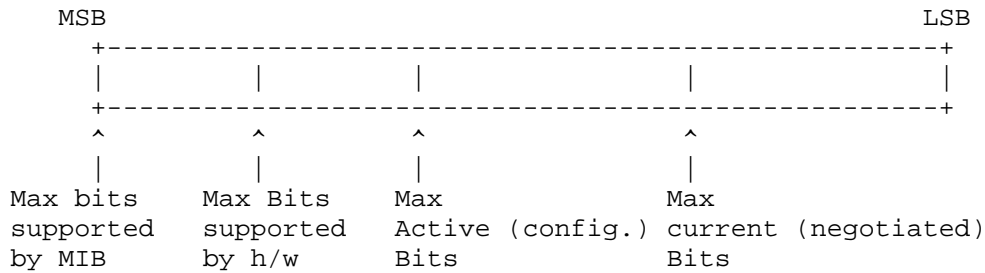 MSB LSB
Max bits Max Bits Max Max
supported supported Active (config.) current (negotiated)
by MIB by h/w Bits Bits